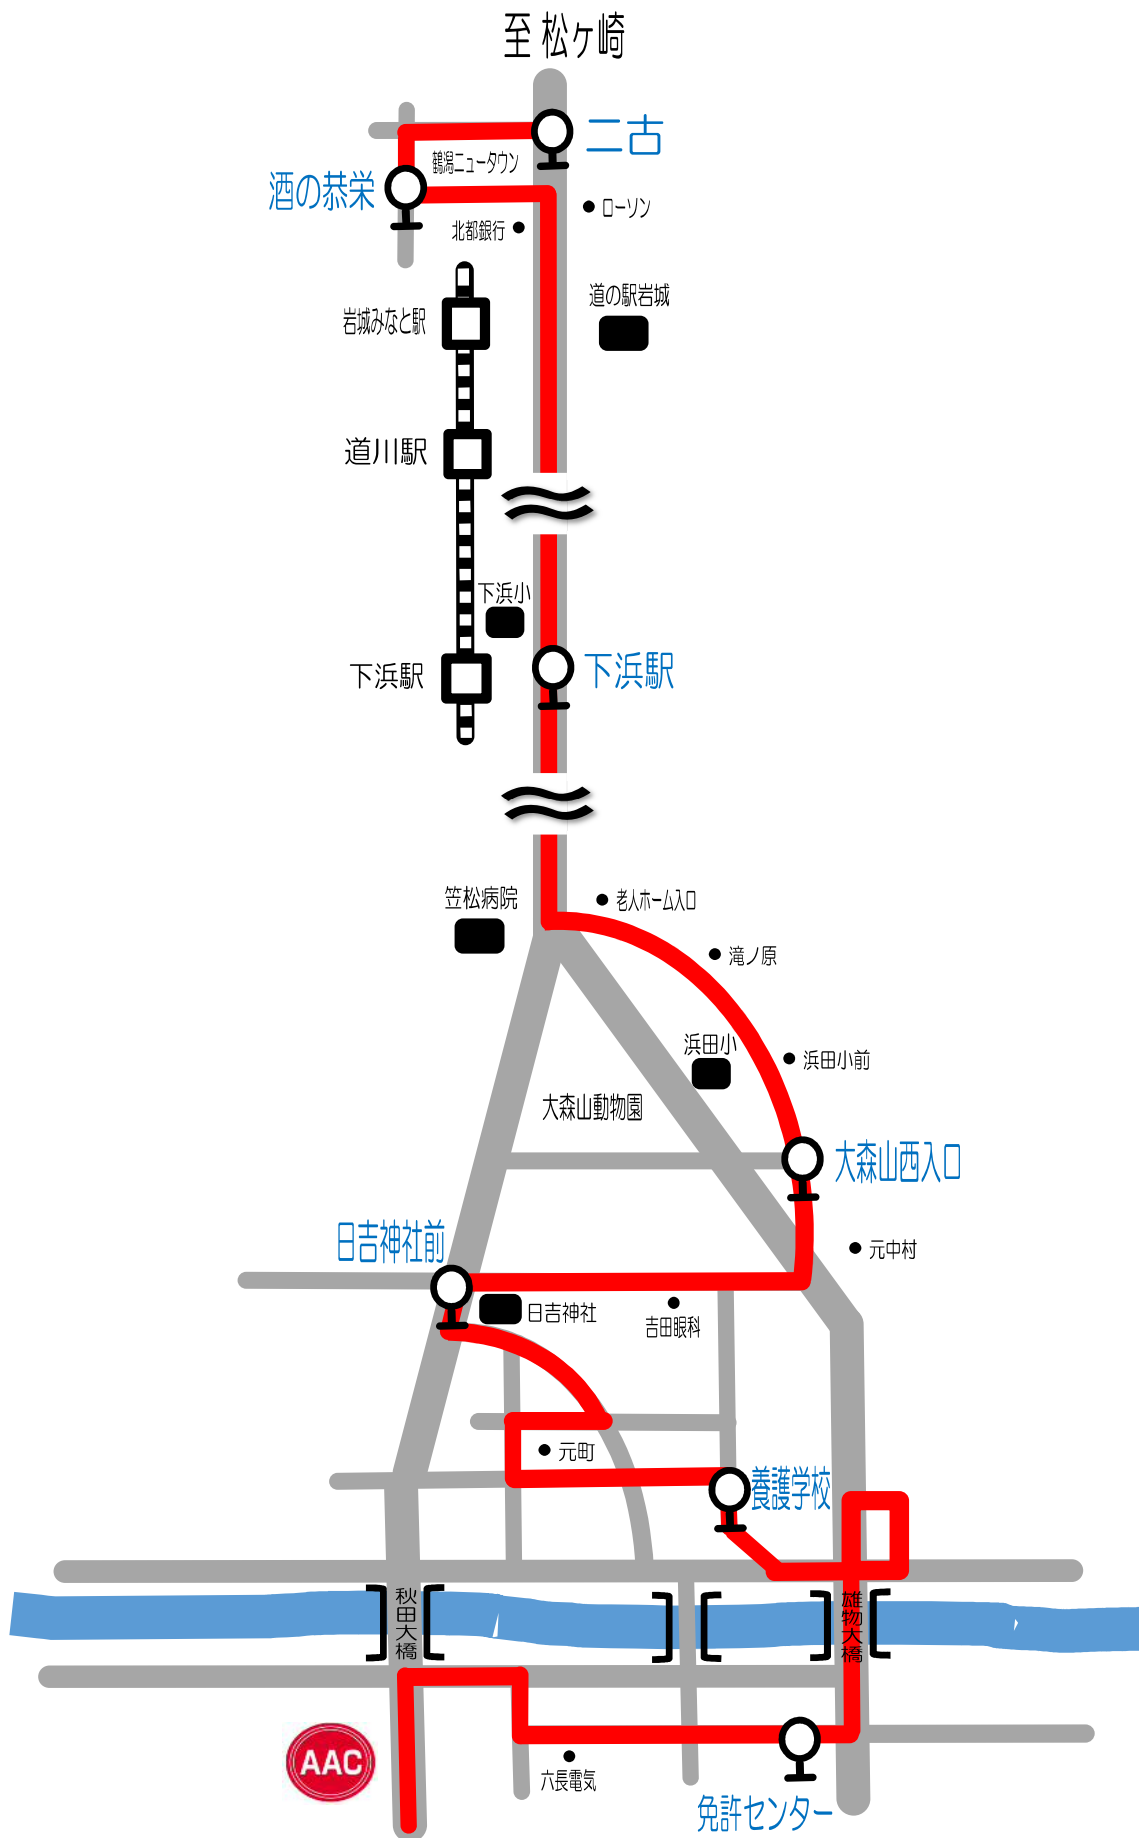 至 松ヶ崎
二古
鶴潟ニュータウン
酒の恭栄
ローソン
北都銀行
道の駅岩城
岩城みなと駅
道川駅
下浜小
下浜駅
下浜駅
笠松病院
老人ホーム入口
滝ノ原
浜田小
浜田小前
大森山動物園
大森山西入口
日吉神社前
元中村
日吉神社
吉田眼科
元町
養護学校
秋田大橋
雄物大橋
AAC
六長電気
免許センター